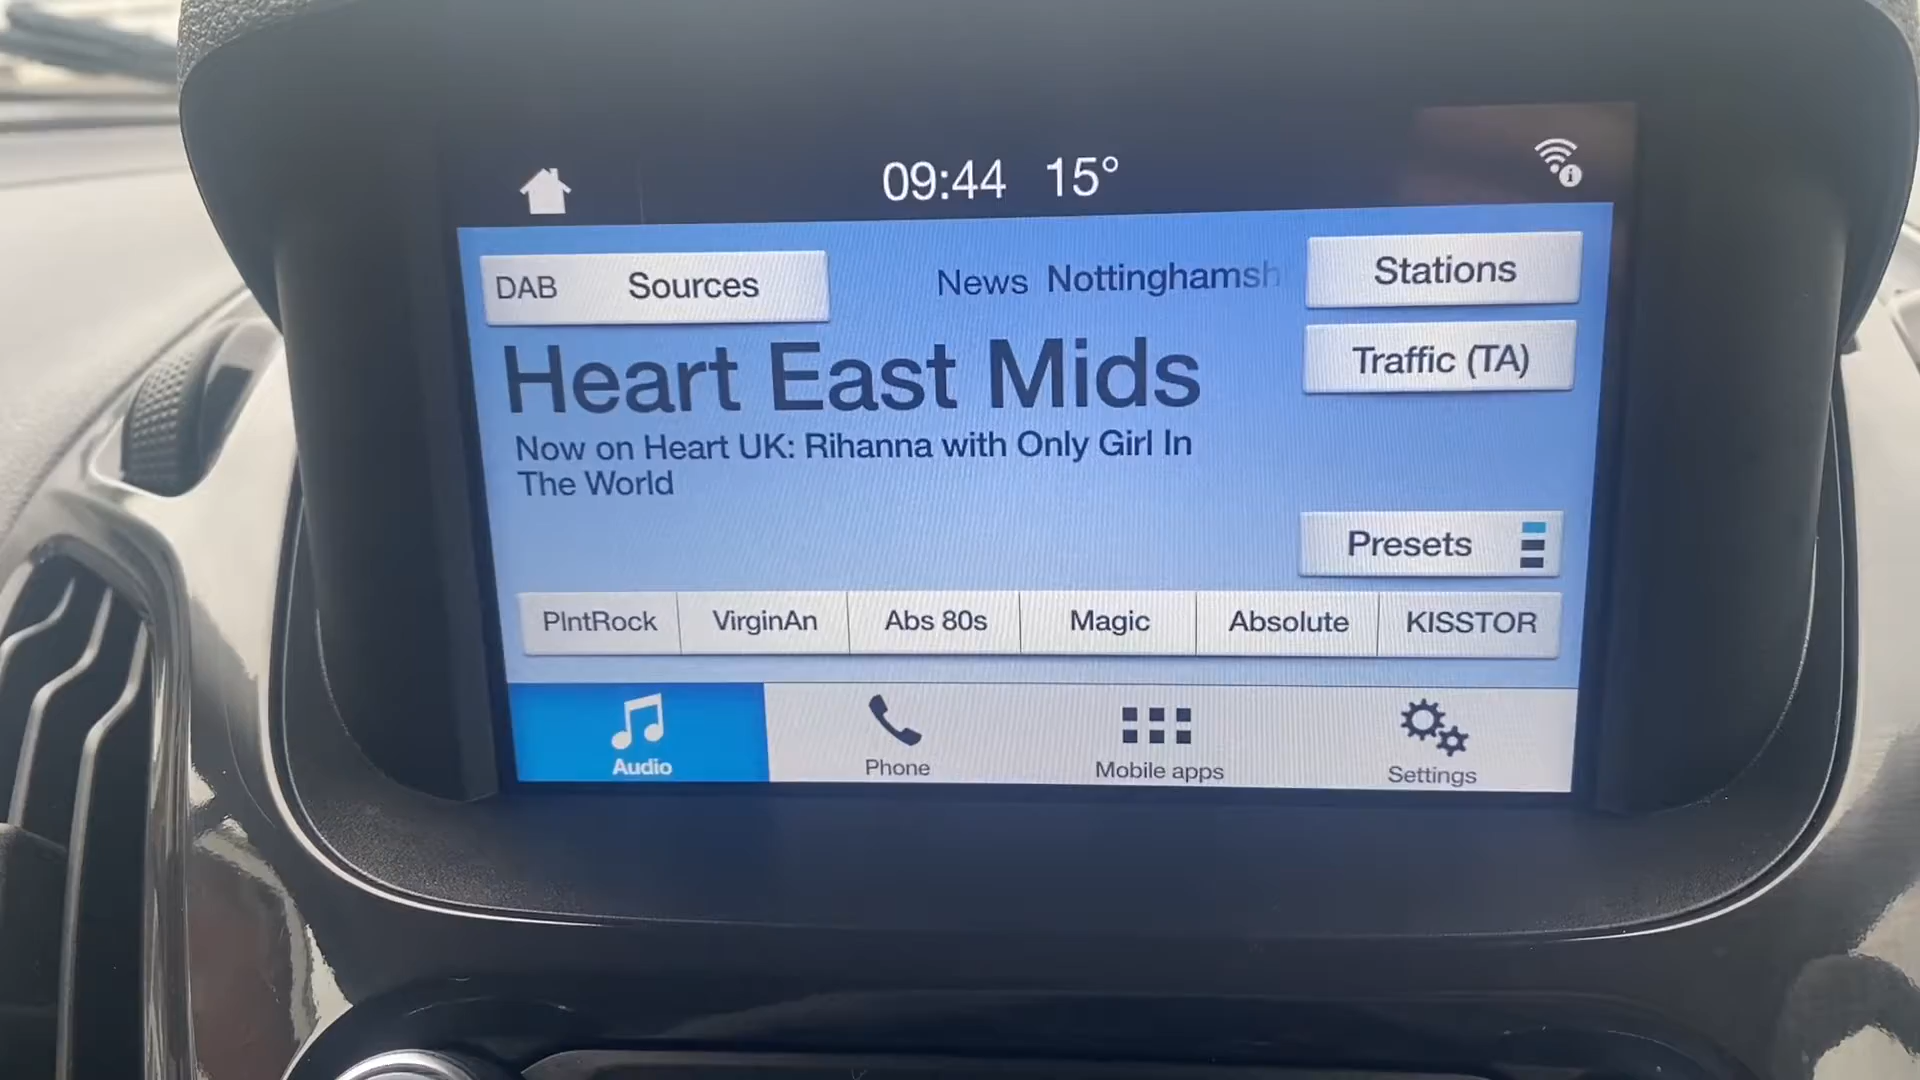 09:44 15°
DAB Sources
News Nottinghamsh
Stations
Heart East Mids
Traffic (TA)
Now on Heart UK: Rihanna with Only Girl In
The World
Presets
PlntRock VirginAn Abs 80s Magic Absolute KISSTOR
Audio Phone Mobile apps Settings